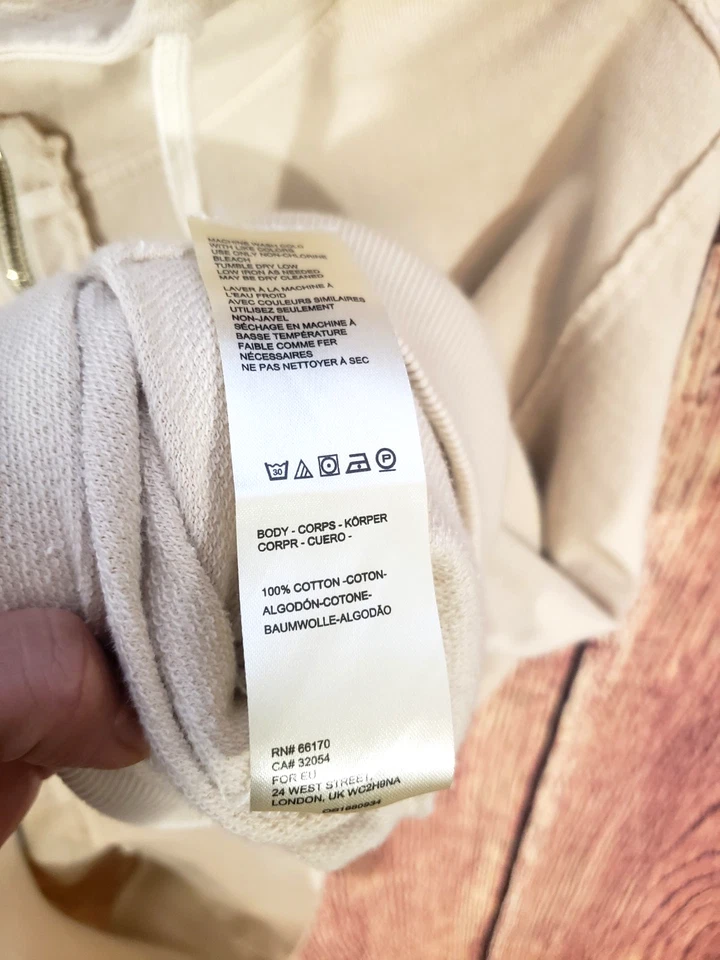 MACHINE WASH COLD
WITH LIKE COLORS
USE ONLY NON-CHLORINE
BLEACH
TUMBLE DRY LOW
LOW IRON AS NEEDED
MAY BE DRY CLEANED
LAVER À LA MACHINE À
L'EAU FROID
AVEC COULEURS SIMILAIRES
UTILISEZ SEULEMENT
NON-JAVEL
SÉCHAGE EN MACHINE À
BASSE TEMPÉRATURE
FAIBLE COMME FER
NÉCESSAIRES
NE PAS NETTOYER À SEC
30 P
BODY - CORPS - KÖRPER
CORPR - CUERO -
100% COTTON -COTON-
ALGODÓN-COTONE-
BAUMWOLLE-ALGODÃO
RN# 66170
CA# 32054
FOR EU
24 WEST STREET,
LONDON, UK WC2H9NA